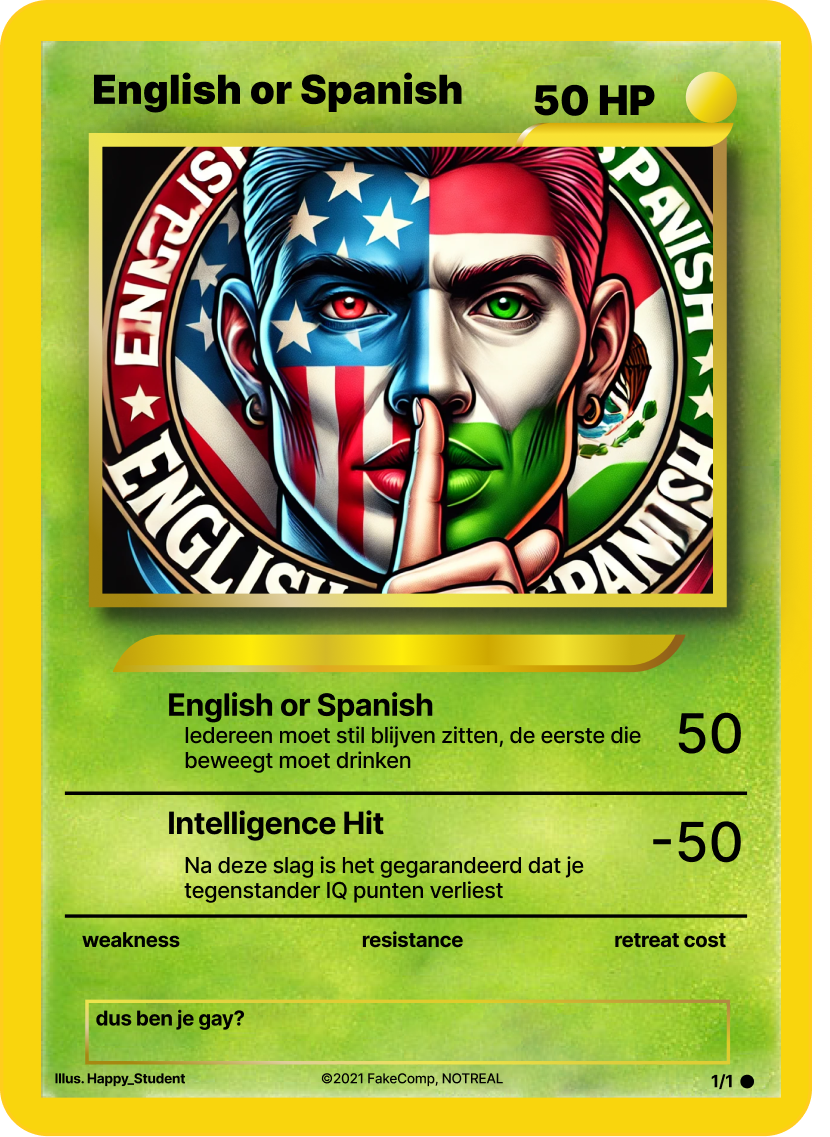 English or Spanish
50 HP
SPANISH
ENGLISH
SPANISH
English or Spanish
Iedereen moet stil blijven zitten, de eerste die
beweegt moet drinken
50
Intelligence Hit
-50
Na deze slag is het gegarandeerd dat je
tegenstander IQ punten verliest
weakness resistance retreat cost
dus ben je gay?
Illus. Happy_Student ©2021 FakeComp, NOTREAL 1/1